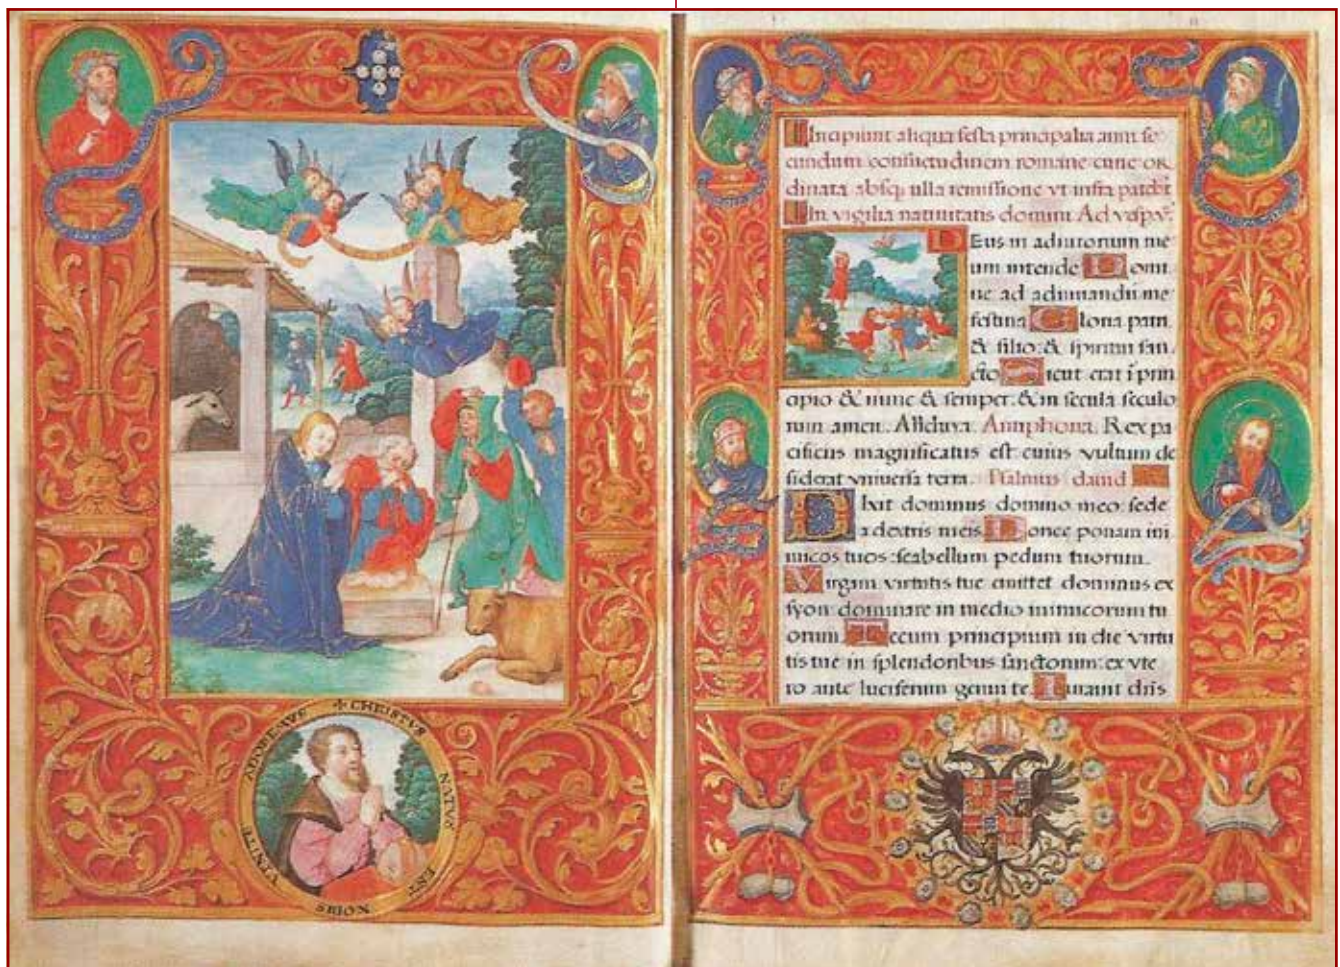 ✠ CHRISTVS NATVS EST NOBIS VENITE ADOREMVS
Incipiunt aliqua festa principalia anni se
cundum consuetudinem romane curie or
dinata absq; ulla remissione vt infra patebit
In vigilia natiuitatis domini Ad vesp
DEus in adiutorium me
um intende Domi
ne ad adiuuandū me
festina Gloria patri
& filio: & spiritui san
cto Sicut erat ī prin
cipio & nunc & semper: & in secula seculo
rum amen. Alleluya. Antiphona. Rex pa
cificus magnificatus est cuius vultum de
siderat vniuersa terra. Psalmus dauid
Dixit dominus domino meo: sede
a dextris meis Donec ponam ini
micos tuos: scabellum pedum tuorum.
Virgam virtutis tue emittet dominus ex
syon: dominare in medio inimicorum tu
orum Tecum principium in die virtu
tis tue in splendoribus sanctorum: ex vte
ro ante luciferum genui te. Iurauit dn̄s